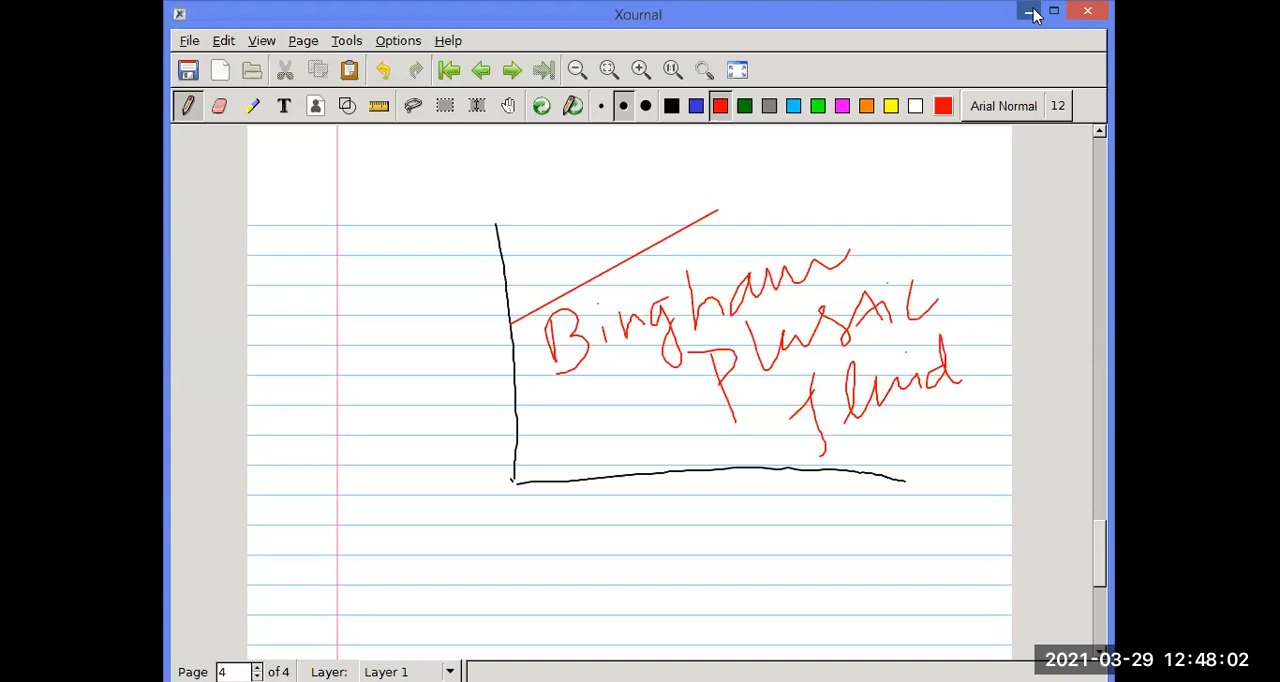 Xournal
File Edit View Page Tools Options Help
Arial Normal 12
Bingham
Plastic
fluid
Page 4 of 4 Layer: Layer 1
2021-03-29 12:48:02